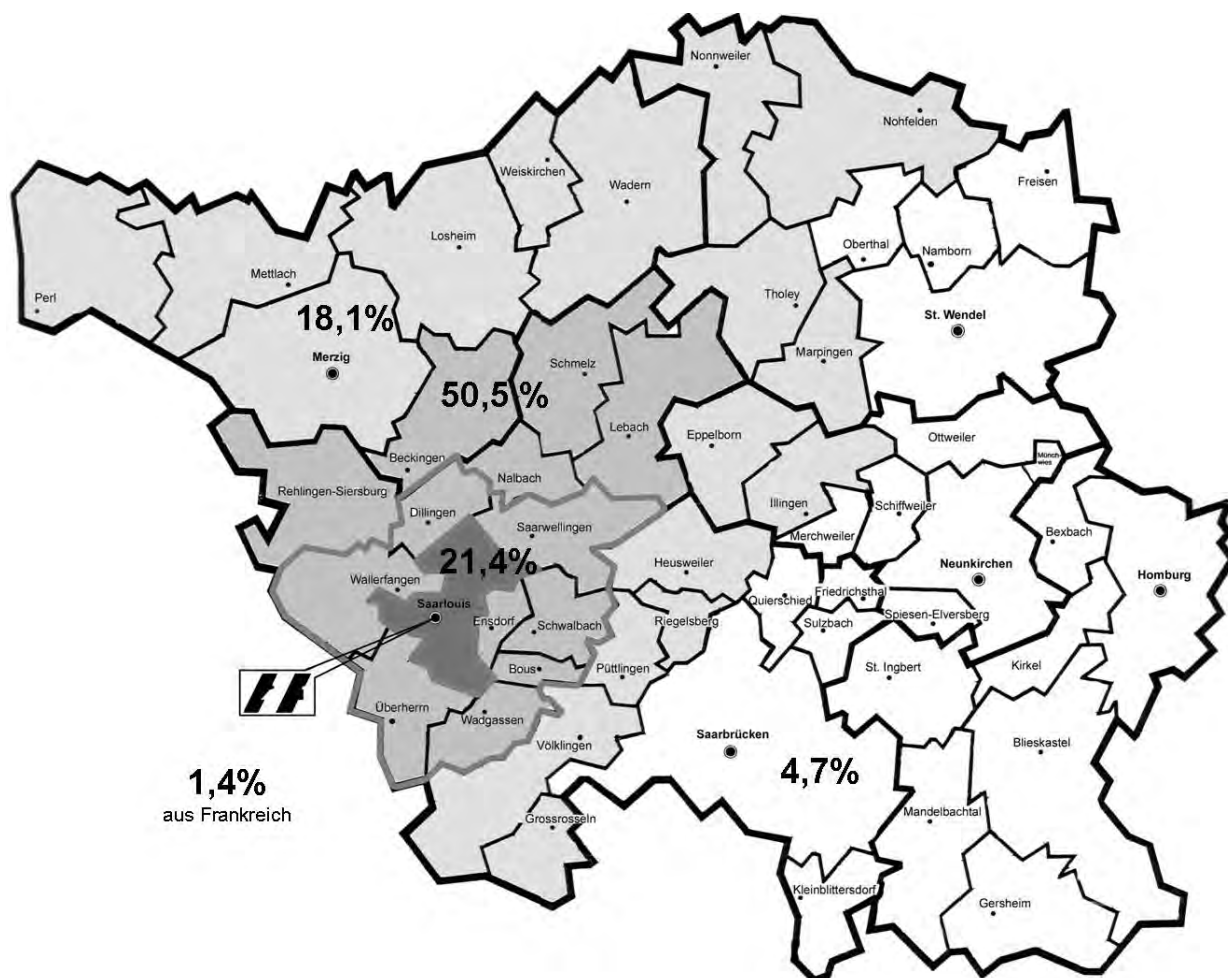 Nonnweiler
Nohfelden
Weiskirchen
Wadern
Freisen
Losheim
Oberthal
Namborn
Mettlach
Perl
Tholey
18,1%
St. Wendel
Merzig
Schmelz
Marpingen
50,5 %
Lebach
Eppelborn
Ottweiler
Beckingen
Münch-
wies
Nalbach
Rehlingen-Siersburg
Dillingen
Illingen
Schiffweiler
Saarwellingen
Merchweiler
Bexbach
21,4%
Heusweiler
Neunkirchen
Homburg
Wallerfangen
Quierschied
Friedrichsthal
Saarlouis
Ensdorf
Schwalbach
Riegelsberg
Sulzbach
Spiesen-Elversberg
Bous
Püttlingen
St. Ingbert
Kirkel
Überherrn
Wadgassen
Völklingen
Saarbrücken
Blieskastel
4,7%
1,4%
aus Frankreich
Mandelbachtal
Grossrosseln
Kleinblittersdorf
Gersheim